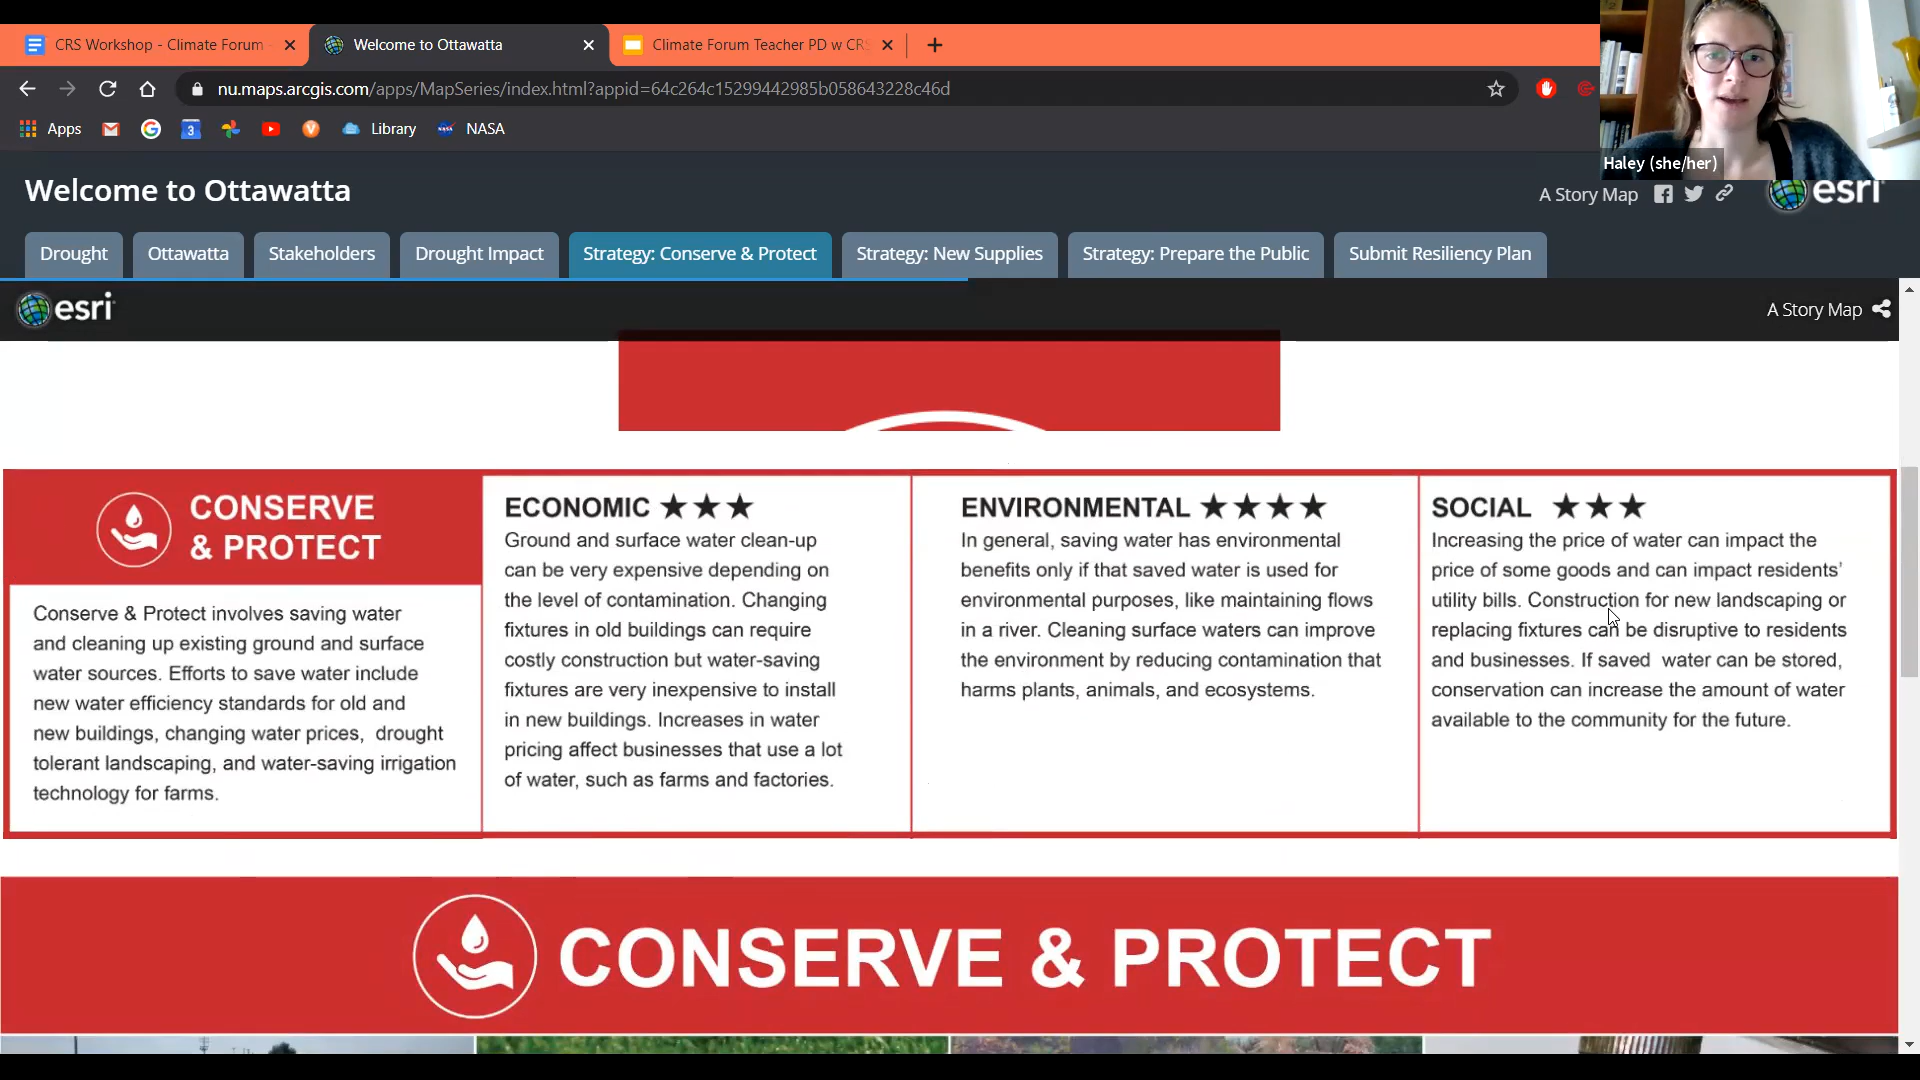 CRS Workshop - Climate Forum -
Welcome to Ottawatta
Climate Forum Teacher PD w CRS
nu.maps.arcgis.com/apps/MapSeries/index.html?appid=64c264c15299442985b058643228c46d
Apps
3
Library
NASA
NASA
Haley (she/her)
Welcome to Ottawatta
A Story Map
esri
Drought
Ottawatta
Stakeholders
Drought Impact
Strategy: Conserve & Protect
Strategy: New Supplies
Strategy: Prepare the Public
Submit Resiliency Plan
esri
A Story Map
CONSERVE
& PROTECT
Conserve & Protect involves saving water
and cleaning up existing ground and surface
water sources. Efforts to save water include
new water efficiency standards for old and
new buildings, changing water prices, drought
tolerant landscaping, and water-saving irrigation
technology for farms.
ECONOMIC ★★★
Ground and surface water clean-up
can be very expensive depending on
the level of contamination. Changing
fixtures in old buildings can require
costly construction but water-saving
fixtures are very inexpensive to install
in new buildings. Increases in water
pricing affect businesses that use a lot
of water, such as farms and factories.
ENVIRONMENTAL ★★★★
In general, saving water has environmental
benefits only if that saved water is used for
environmental purposes, like maintaining flows
in a river. Cleaning surface waters can improve
the environment by reducing contamination that
harms plants, animals, and ecosystems.
SOCIAL ★★★
Increasing the price of water can impact the
price of some goods and can impact residents'
utility bills. Construction for new landscaping or
replacing fixtures can be disruptive to residents
and businesses. If saved water can be stored,
conservation can increase the amount of water
available to the community for the future.
CONSERVE & PROTECT